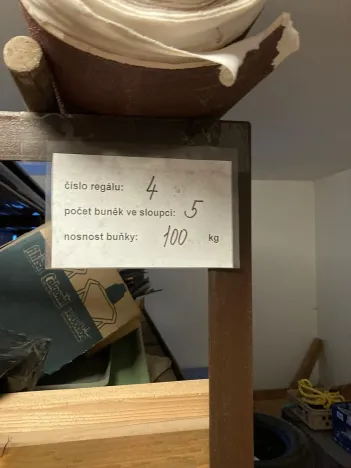 číslo regálu: 4
počet buněk ve sloupci: 5
nosnost buňky: 100 kg